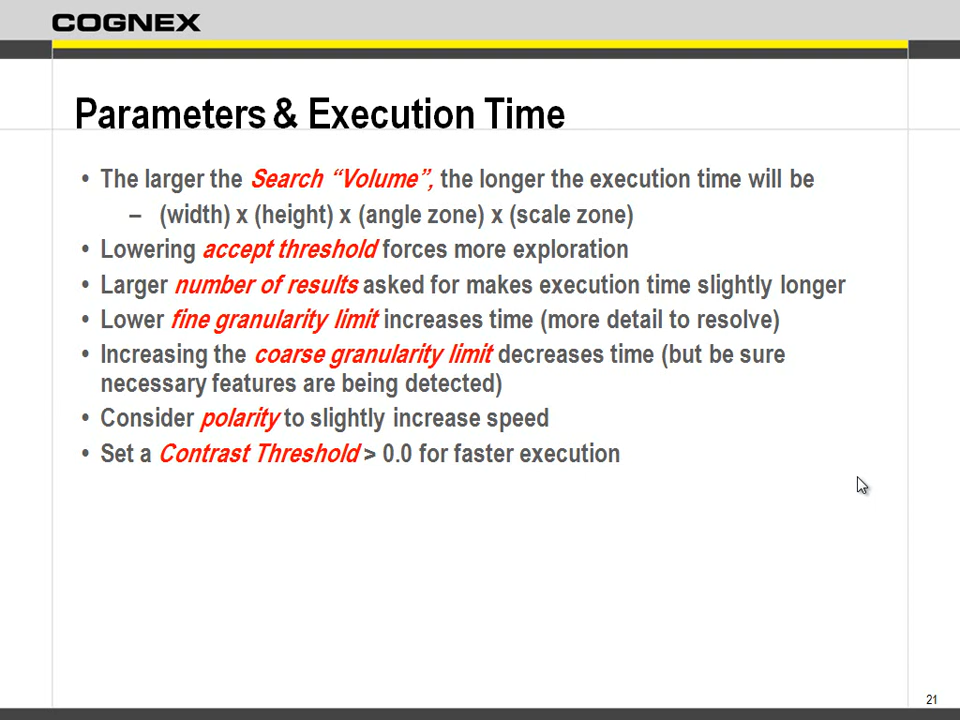 COGNEX
Parameters & Execution Time
• The larger the Search “Volume”, the longer the execution time will be
– (width) x (height) x (angle zone) x (scale zone)
• Lowering accept threshold forces more exploration
• Larger number of results asked for makes execution time slightly longer
• Lower fine granularity limit increases time (more detail to resolve)
• Increasing the coarse granularity limit decreases time (but be sure
necessary features are being detected)
• Consider polarity to slightly increase speed
• Set a Contrast Threshold > 0.0 for faster execution
21